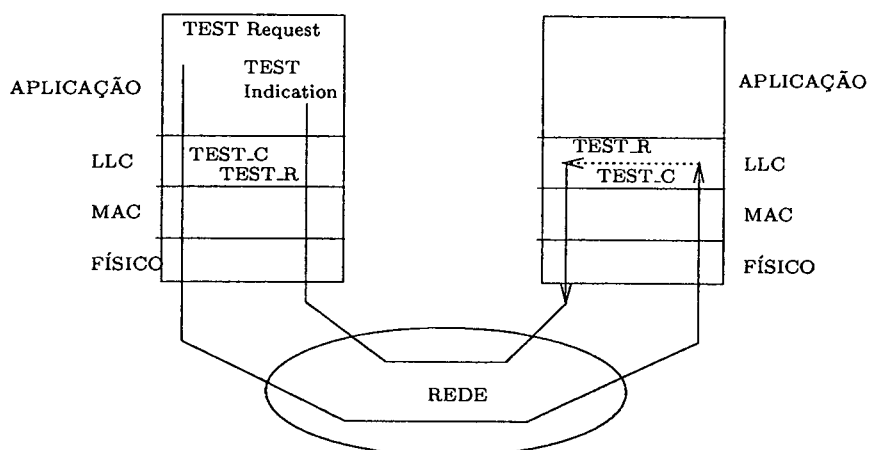 TEST Request
TEST
Indication
APLICAÇÃO
LLC
TEST_C
TEST_R
MAC
FÍSICO
APLICAÇÃO
TEST_R
TEST_C
LLC
MAC
FÍSICO
REDE